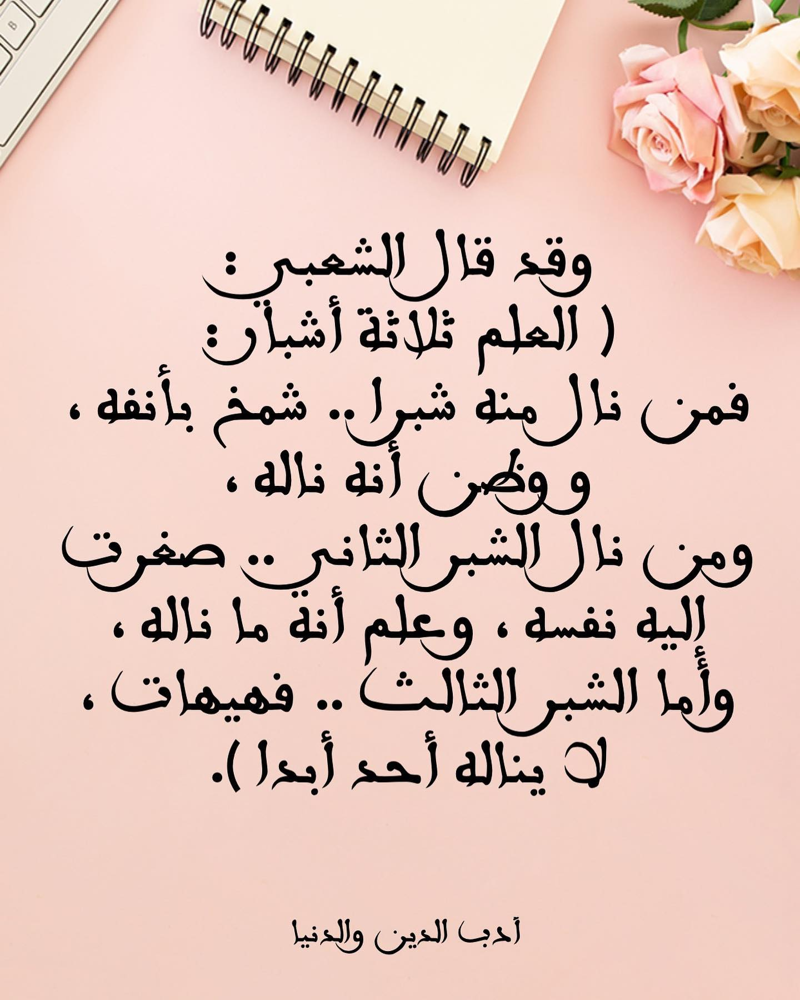 وقد قال الشعبي :
( العلم ثلاثة أشبار:
فمن نال منه شبرا.. شمخ بأنفه ،
و وظن أنه ناله ،
ومن نال الشبر الثاني .. صغرت
اليه نفسه ، وعلم أنه ما ناله ،
وأما الشبر الثالث .. فهيهات ،
لا يناله أحد أبدا ).
أدب الدين والدنيا
B